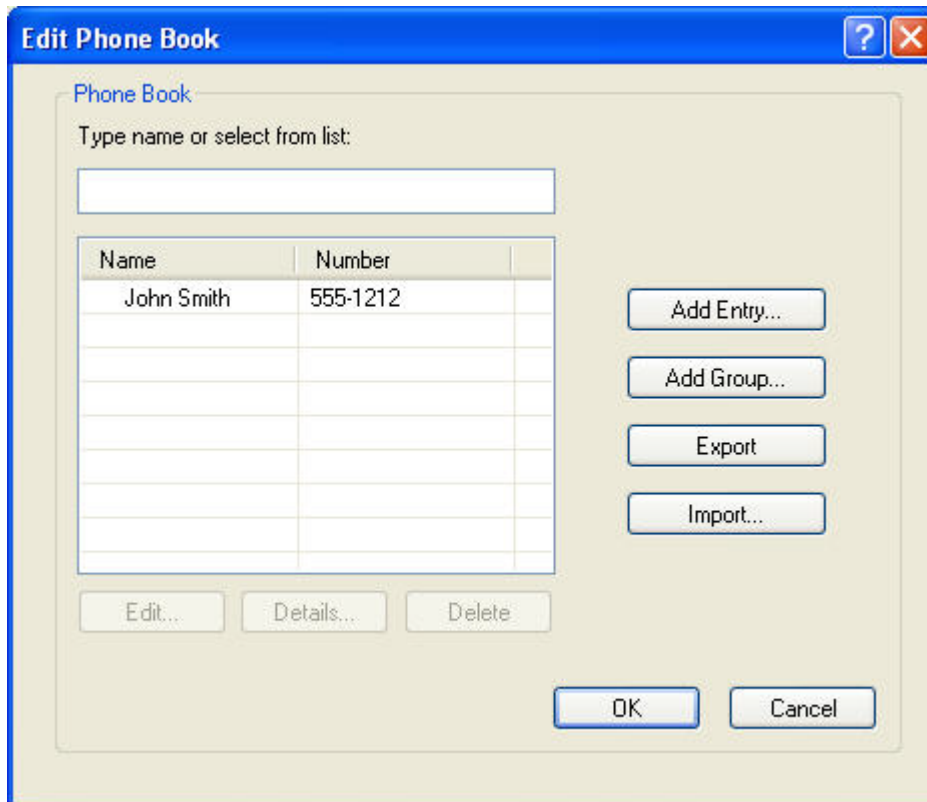 Edit Phone Book
Phone Book
Type name or select from list:
Name Number
John Smith 555-1212
Add Entry...
Add Group...
Export
Import...
Edit... Details... Delete
OK Cancel